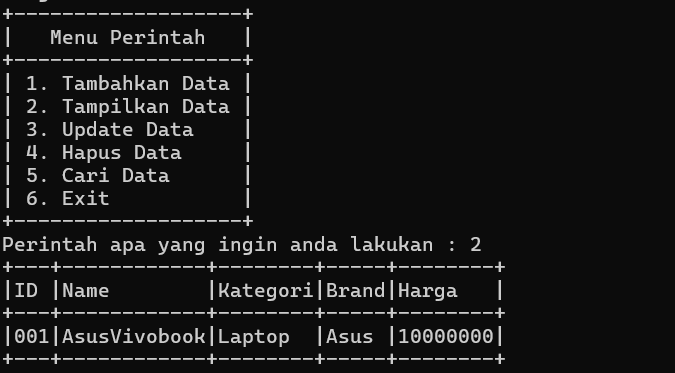 +-------------------+
|   Menu Perintah   |
+-------------------+
| 1. Tambahkan Data |
| 2. Tampilkan Data |
| 3. Update Data    |
| 4. Hapus Data     |
| 5. Cari Data      |
| 6. Exit           |
+-------------------+
Perintah apa yang ingin anda lakukan : 2
+---+------------+--------+-----+--------+
|ID |Name        |Kategori|Brand|Harga   |
+---+------------+--------+-----+--------+
|001|AsusVivobook|Laptop  |Asus |10000000|
+---+------------+--------+-----+--------+